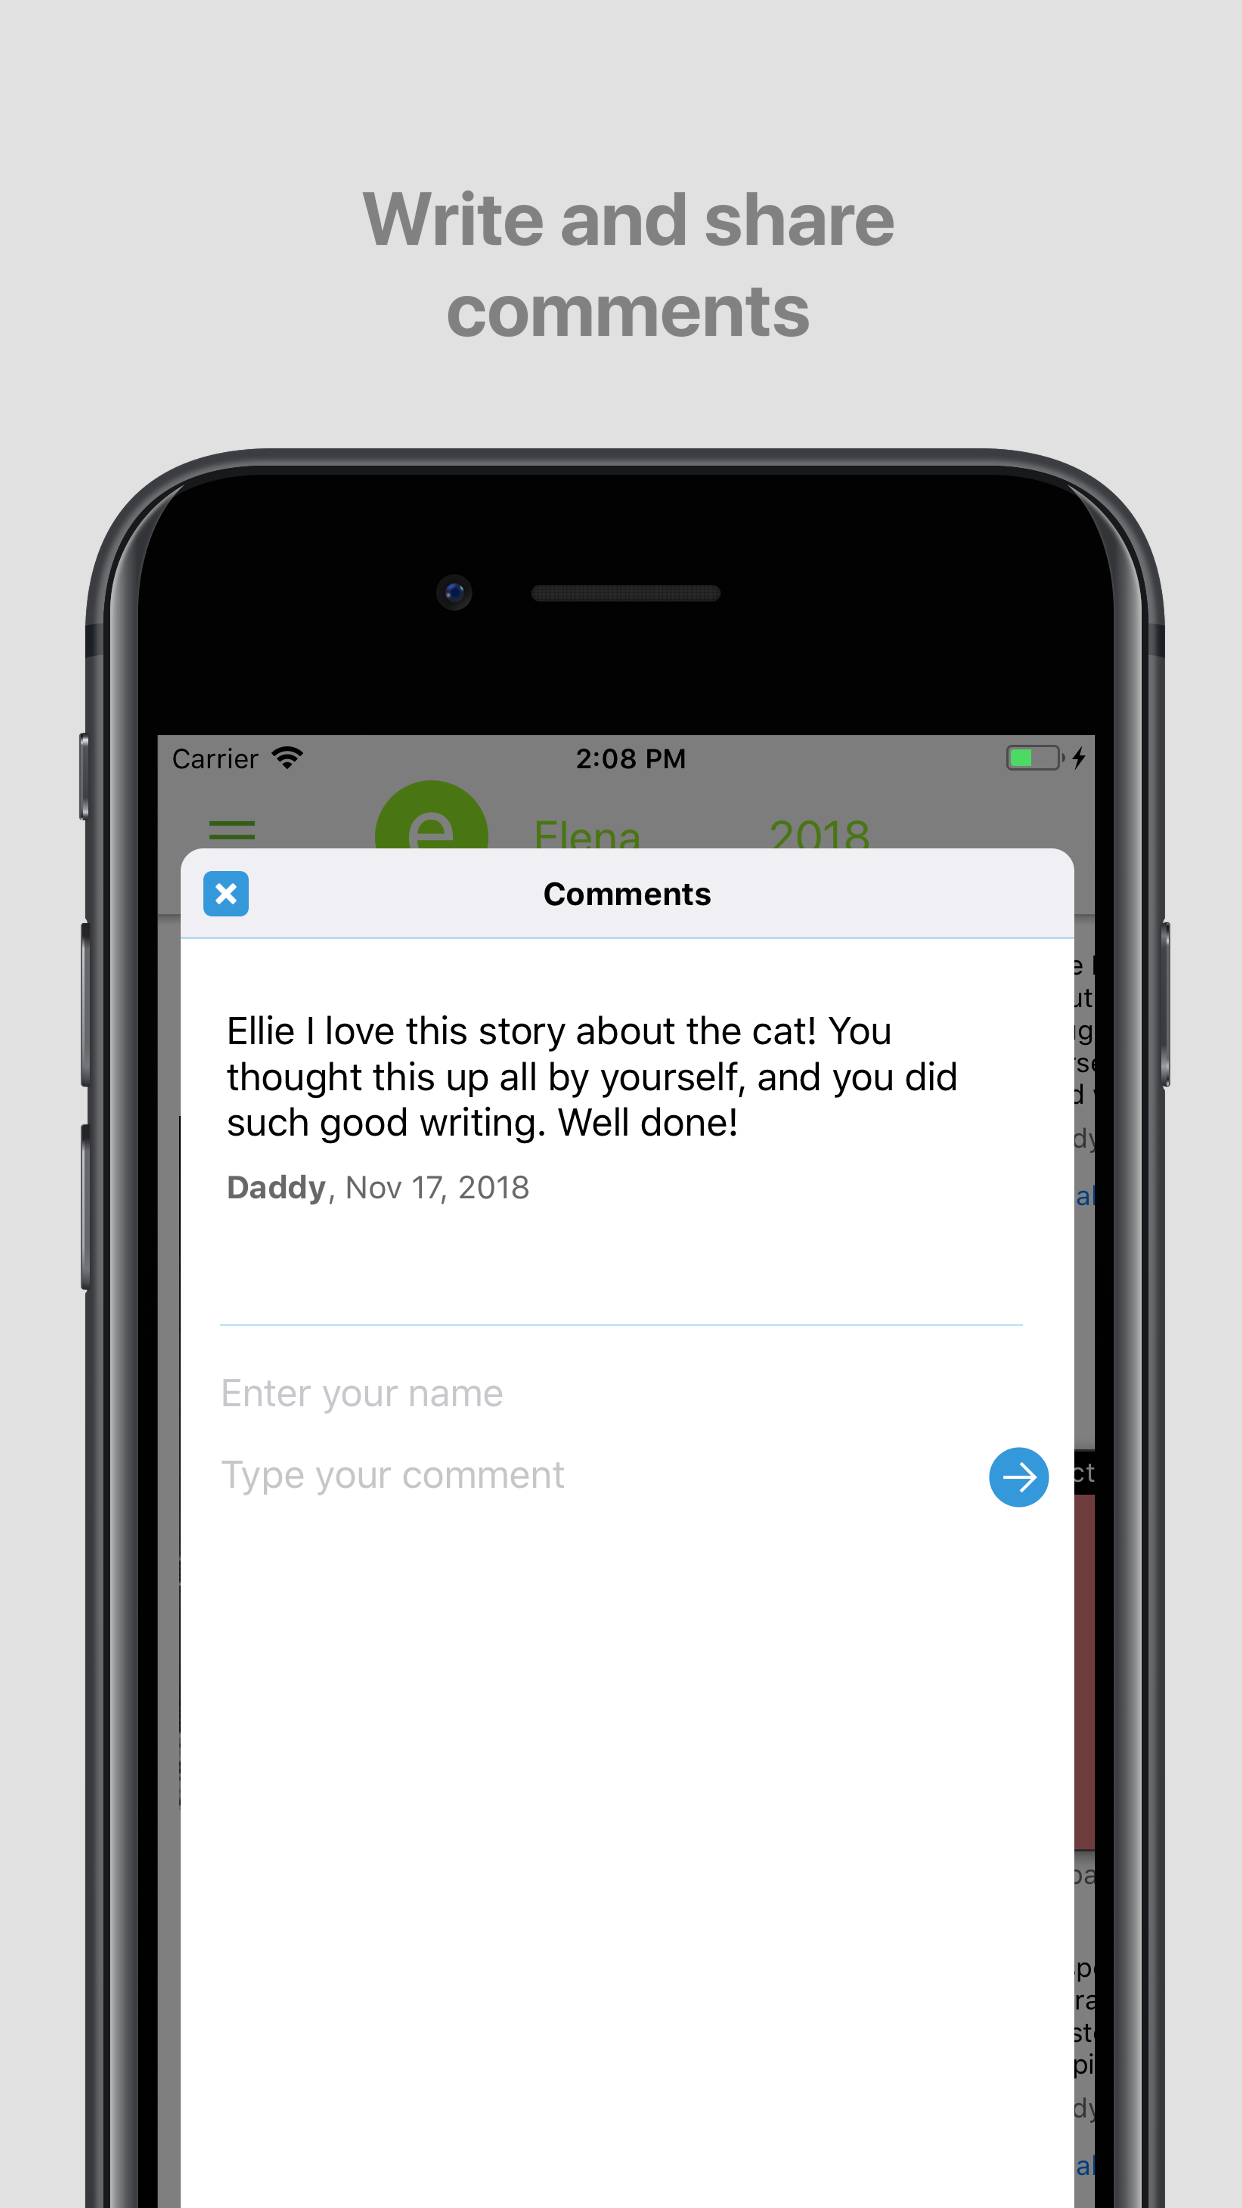 Write and share
comments
Carrier 2:08 PM
e Elena 2018
Comments
Ellie I love this story about the cat! You
thought this up all by yourself, and you did
such good writing. Well done!
Daddy, Nov 17, 2018
Enter your name
Type your comment